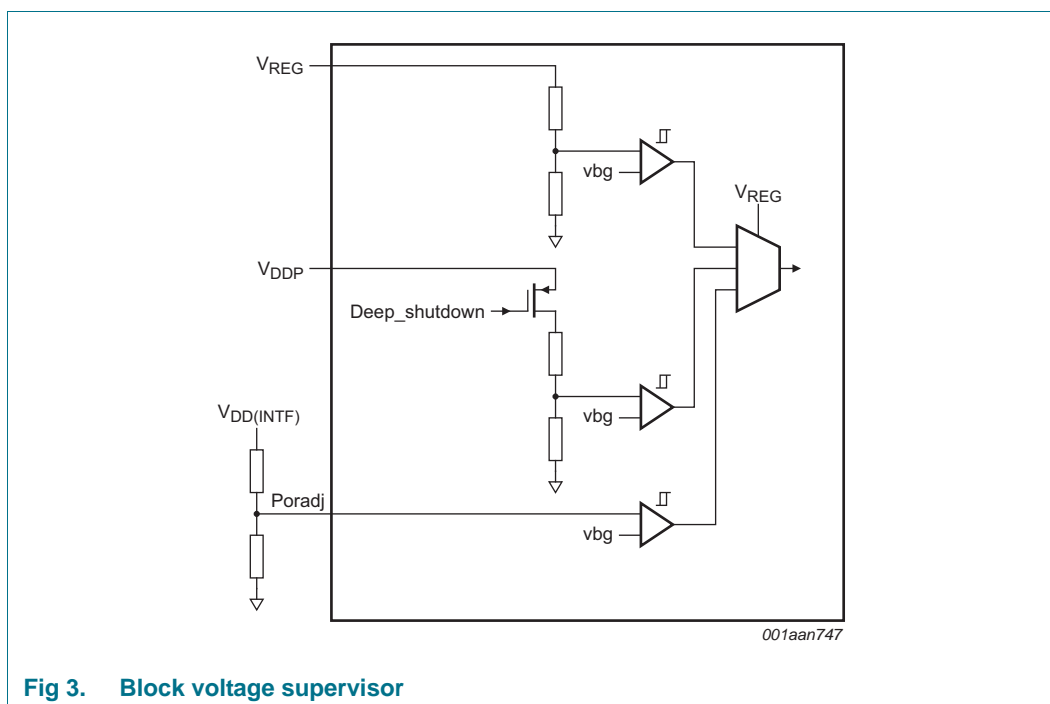 VREG
vbg
VREG
VDDP
Deep_shutdown
vbg
VDD(INTF)
Poradj
vbg
001aan747
Fig 3. Block voltage supervisor